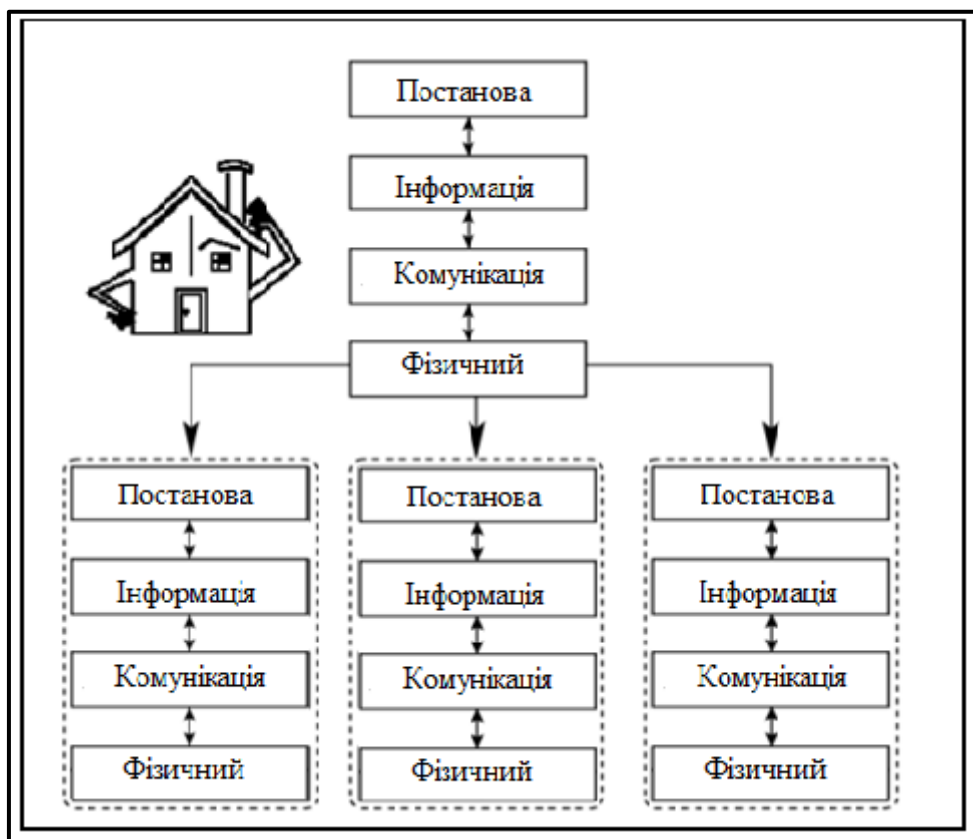 Постанова
Інформація
Комунікація
Фізичний
Постанова
Інформація
Комунікація
Фізичний
Постанова
Інформація
Комунікація
Фізичний
Постанова
Інформація
Комунікація
Фізичний